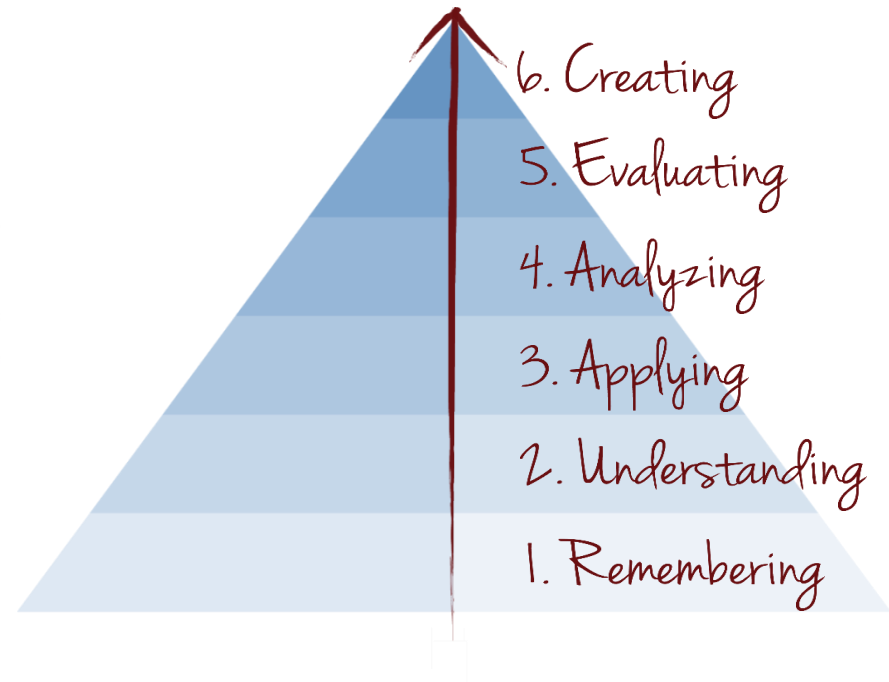 6. Creating
5. Evaluating
4. Analyzing
3. Applying
2. Understanding
1. Remembering